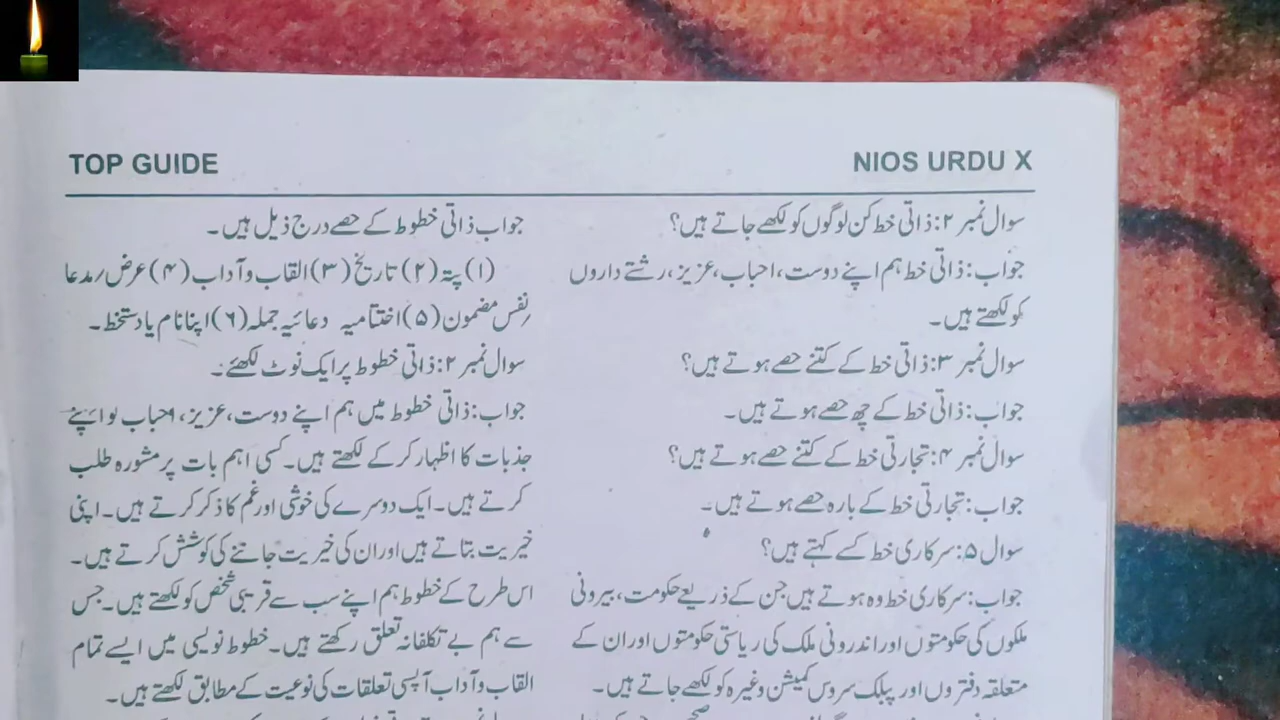 TOP GUIDE
NIOS URDU X
سوال نمبر ۲: ذاتی خط کن لوگوں کو لکھے جاتے ہیں؟
جواب: ذاتی خط ہم اپنے دوست، احباب، عزیز، رشتے داروں
کو لکھتے ہیں۔
سوال نمبر ۳: ذاتی خط کے کتنے حصے ہوتے ہیں؟
جواب: ذاتی خط کے چھ حصے ہوتے ہیں۔
سوال نمبر ۴: تجارتی خط کے کتنے حصے ہوتے ہیں؟
جواب: تجارتی خط کے بارہ حصے ہوتے ہیں۔
سوال ۵: سرکاری خط کسے کہتے ہیں؟
جواب: سرکاری خط وہ ہوتے ہیں جن کے ذریعے حکومت، بیرونی
ملکوں کی حکومتوں اور اندرونی ملک کی ریاستی حکومتوں اور ان کے
متعلقہ دفتروں اور پبلک سروس کمیشن وغیرہ کو لکھے جاتے ہیں۔
جواب ذاتی خطوط کے حصے درج ذیل ہیں۔
(۱) پتہ (۲) تاریخ (۳) القاب و آداب (۴) عرض/مدعا
/نفس مضمون (۵) اختتامیہ دعائیہ جملہ (۶) اپنا نام یا دستخط۔
سوال نمبر ۲: ذاتی خطوط پر ایک نوٹ لکھئے۔
جواب: ذاتی خطوط میں ہم اپنے دوست، عزیز، احباب کو اپنے
جذبات کا اظہار کر کے لکھتے ہیں۔ کسی اہم بات پر مشورہ طلب
کرتے ہیں۔ ایک دوسرے کی خوشی اور غم کا ذکر کرتے ہیں۔ اپنی
خیریت بتاتے ہیں اور ان کی خیریت جاننے کی کوشش کرتے ہیں۔
اس طرح کے خطوط ہم اپنے سب سے قریبی شخص کو لکھتے ہیں۔ جس
سے ہم بے تکلفانہ تعلق رکھتے ہیں۔ خطوط نویسی میں ایسے تمام
القاب و آداب آپسی تعلقات کی نوعیت کے مطابق لکھتے ہیں۔